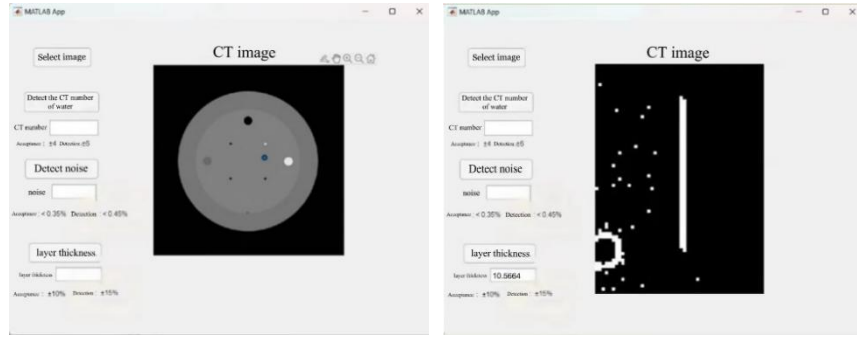 MATLAB App
CT image
Select image
Detect the CT number
of water
CT number
Acceptance : ±4 Detection ±6
Detect noise
noise
Acceptance : <0.35% Detection : <0.45%
layer thickness
layer thickness
Acceptance : ±10% Detection : ±15%
MATLAB App
CT image
Select image
Detect the CT number
of water
CT number
Acceptance : ±4 Detection ±6
Detect noise
noise
Acceptance : <0.35% Detection : <0.45%
layer thickness
layer thickness 10.5664
Acceptance : ±10% Detection : ±15%